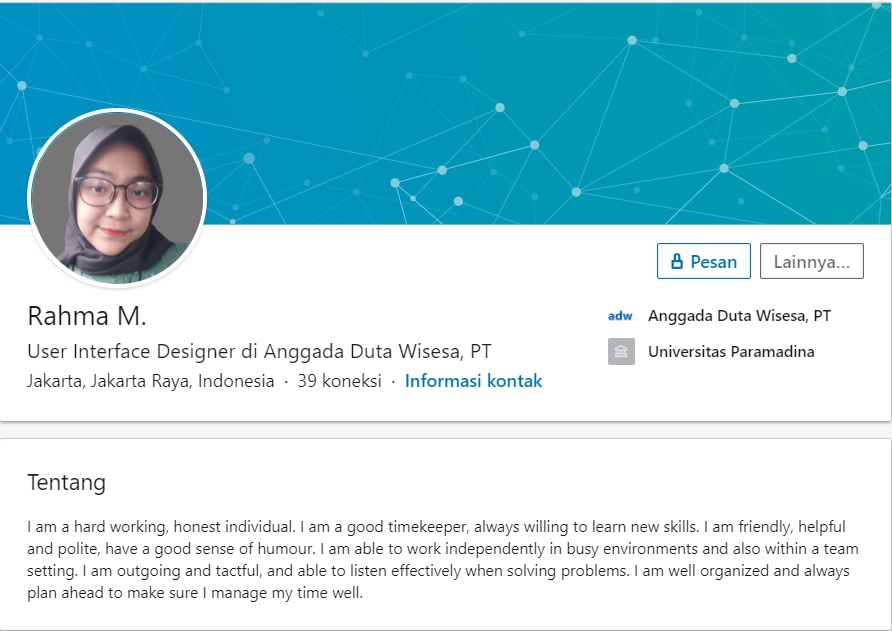 Pesan
Lainnya...
Rahma M.
User Interface Designer di Anggada Duta Wisesa, PT
Jakarta, Jakarta Raya, Indonesia · 39 koneksi · Informasi kontak
adw Anggada Duta Wisesa, PT
Universitas Paramadina
Tentang
I am a hard working, honest individual. I am a good timekeeper, always willing to learn new skills. I am friendly, helpful
and polite, have a good sense of humour. I am able to work independently in busy environments and also within a team
setting. I am outgoing and tactful, and able to listen effectively when solving problems. I am well organized and always
plan ahead to make sure I manage my time well.